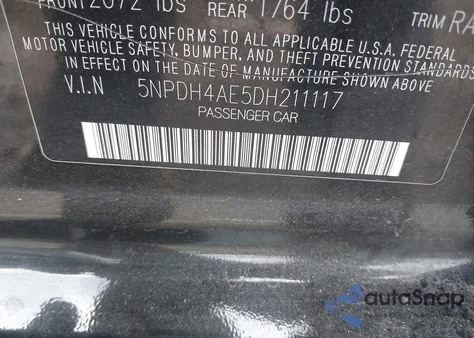 FRONT 2072 lbs REAR 1764 lbs TRIM RA
THIS VEHICLE CONFORMS TO ALL APPLICABLE U.S.A. FEDERAL
MOTOR VEHICLE SAFETY, BUMPER, AND THEFT PREVENTION STANDARDS
IN EFFECT ON THE DATE OF MANUFACTURE SHOWN ABOVE
V.I.N 5NPDH4AE5DH211117
PASSENGER CAR
autoSnap